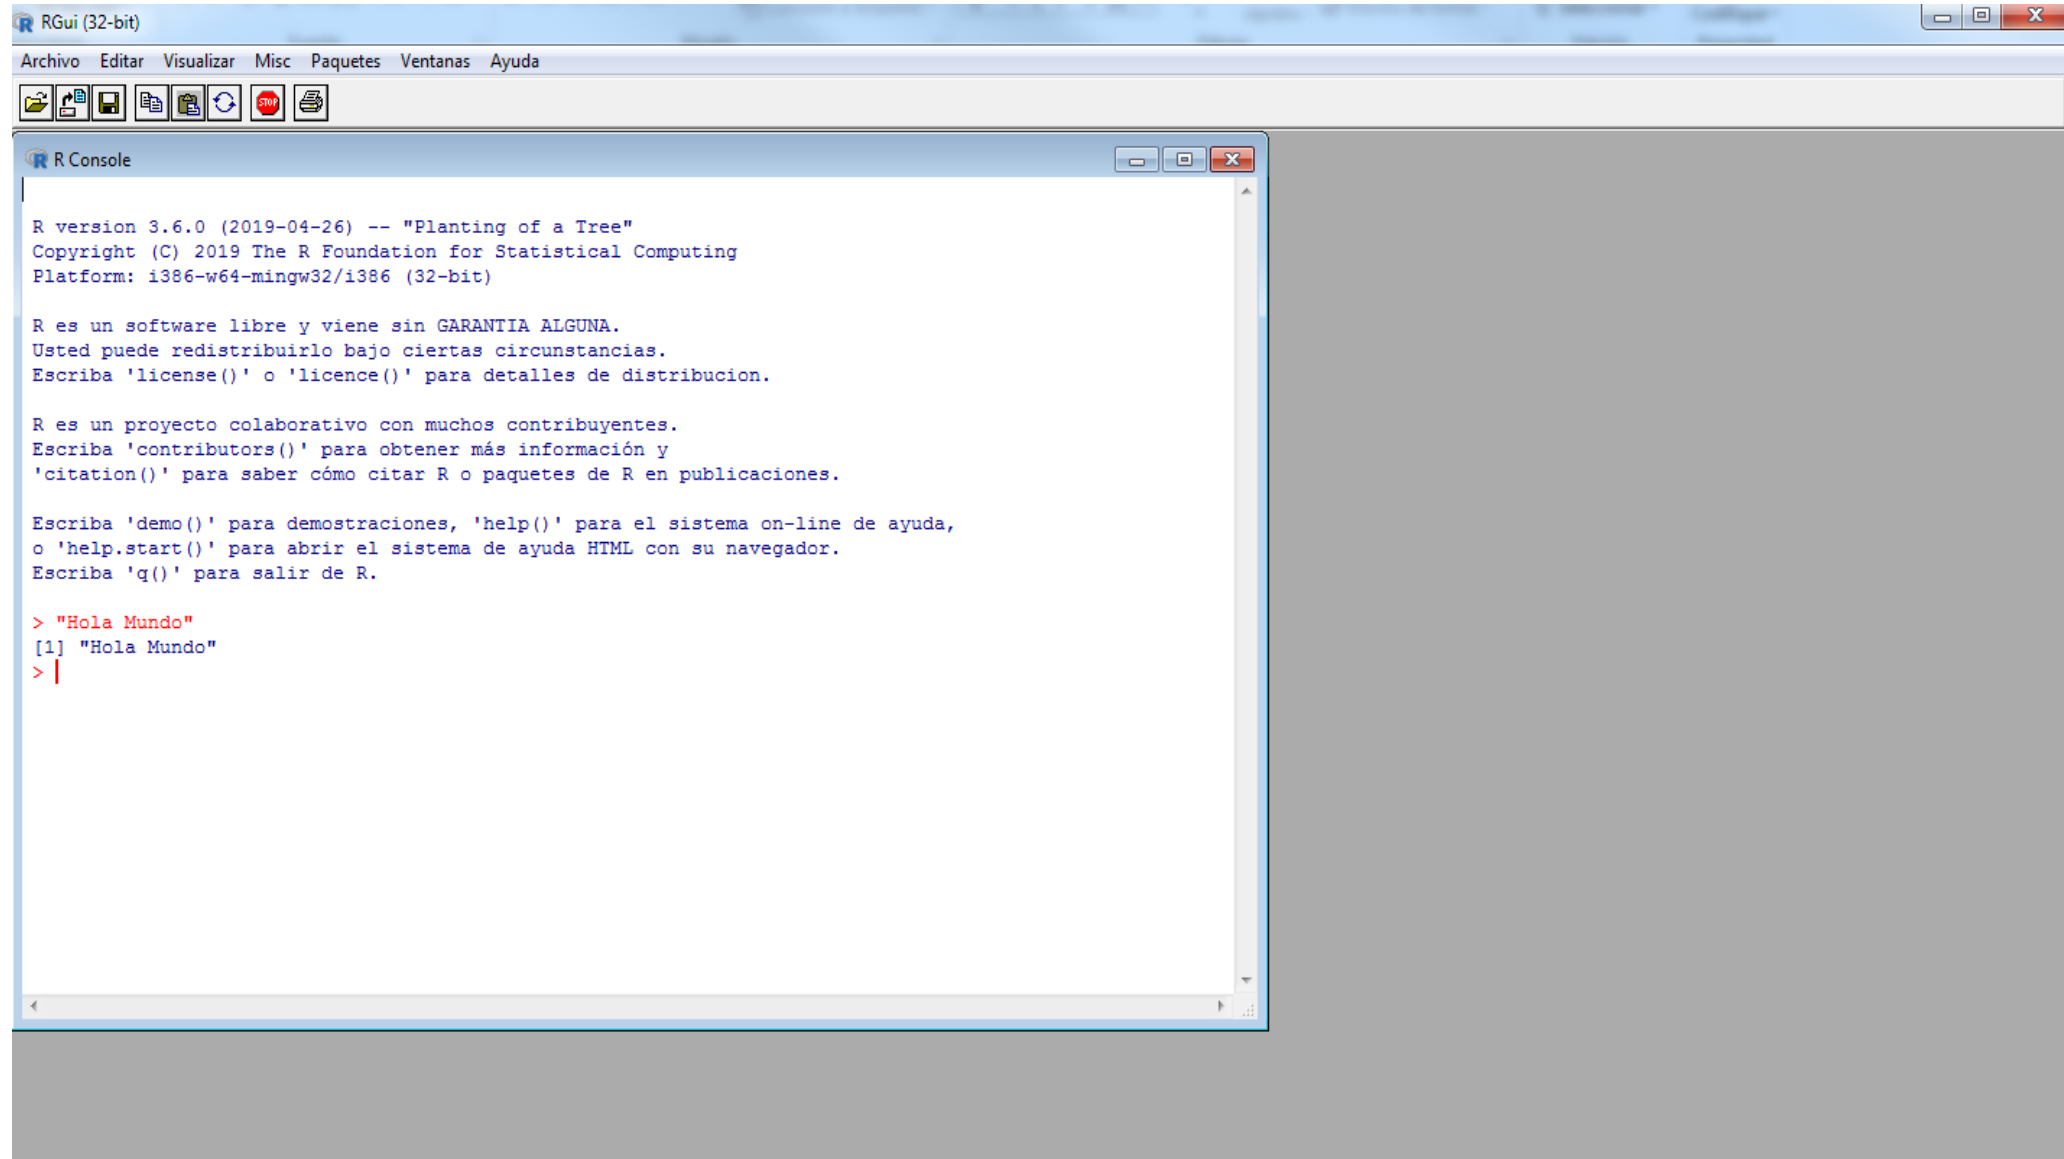 RGui (32-bit)
Archivo Editar Visualizar Misc Paquetes Ventanas Ayuda
STOP
R Console
R version 3.6.0 (2019-04-26) -- "Planting of a Tree"
Copyright (C) 2019 The R Foundation for Statistical Computing
Platform: i386-w64-mingw32/i386 (32-bit)
R es un software libre y viene sin GARANTIA ALGUNA.
Usted puede redistribuirlo bajo ciertas circunstancias.
Escriba 'license()' o 'licence()' para detalles de distribucion.
R es un proyecto colaborativo con muchos contribuyentes.
Escriba 'contributors()' para obtener más información y
'citation()' para saber cómo citar R o paquetes de R en publicaciones.
Escriba 'demo()' para demostraciones, 'help()' para el sistema on-line de ayuda,
o 'help.start()' para abrir el sistema de ayuda HTML con su navegador.
Escriba 'q()' para salir de R.
> "Hola Mundo"
[1] "Hola Mundo"
>